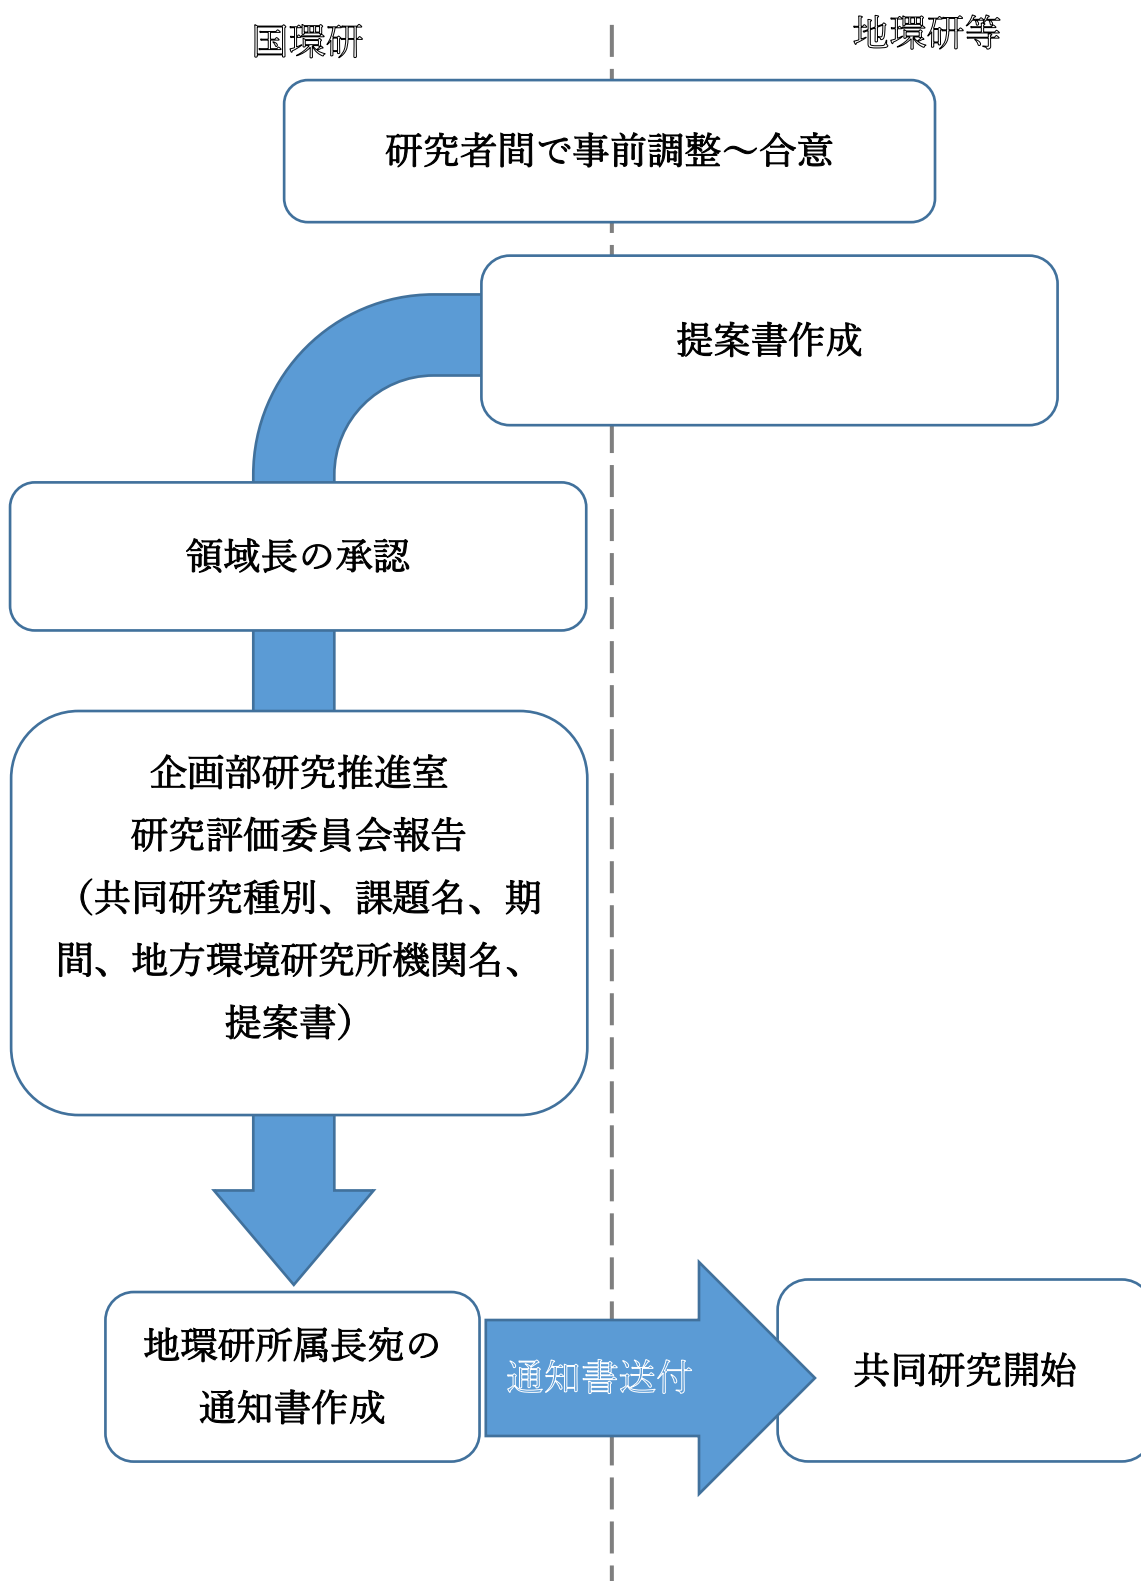 国環研
地環研等
研究者間で事前調整～合意
提案書作成
領域長の承認
企画部研究推進室
研究評価委員会報告
（共同研究種別、課題名、期
間、地方環境研究所機関名、
提案書）
地環研所属長宛の
通知書作成
通知書送付
共同研究開始